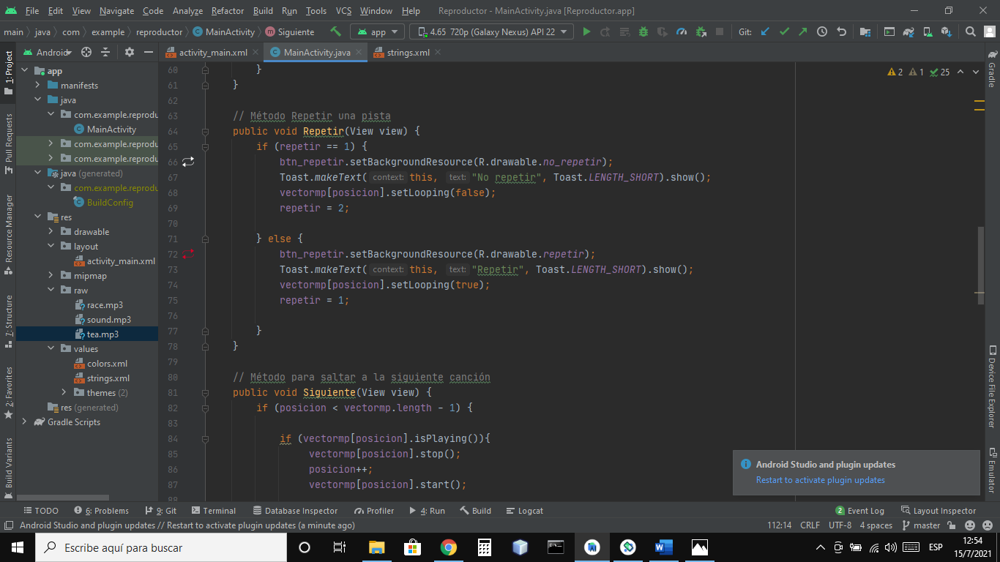 File Edit View Navigate Code Analyze Refactor Build Run Tools VCS Window Help Reproductor - MainActivity.java [Reproductor.app]
main java com example reproductor MainActivity Siguiente app 4.65 720p (Galaxy Nexus) API 22 Git:
Android activity_main.xml MainActivity.java strings.xml
1: Project
Pull Requests
Resource Manager
7: Structure
2: Favorites
Build Variants
app
manifests
java
com.example.reprodu
MainActivity
com.example.reprodu
com.example.reprodu
java (generated)
com.example.reprodu
BuildConfig
res
drawable
layout
activity_main.xml
mipmap
raw
race.mp3
sound.mp3
tea.mp3
values
colors.xml
strings.xml
themes (2)
res (generated)
Gradle Scripts
2 1 25
60 }
61 }
62
63 // Método Repetir una pista
64 public void Repetir(View view) {
65 if (repetir == 1) {
66 btn_repetir.setBackgroundResource(R.drawable.no_repetir);
67 Toast.makeText( context: this, text: "No repetir", Toast.LENGTH_SHORT).show();
68 vectormp[posicion].setLooping(false);
69 repetir = 2;
70
71 } else {
72 btn_repetir.setBackgroundResource(R.drawable.repetir);
73 Toast.makeText( context: this, text: "Repetir", Toast.LENGTH_SHORT).show();
74 vectormp[posicion].setLooping(true);
75 repetir = 1;
76
77 }
78 }
79
80 // Método para saltar a la siguiente canción
81 public void Siguiente(View view) {
82 if (posicion < vectormp.length - 1) {
83
84 if (vectormp[posicion].isPlaying()){
85 vectormp[posicion].stop();
86 posicion++;
87 vectormp[posicion].start();
88
Gradle
Device File Explorer
Emulator
Android Studio and plugin updates
Restart to activate plugin updates
TODO 6: Problems 9: Git Terminal Database Inspector Profiler 4: Run Build Logcat 2 Event Log Layout Inspector
Android Studio and plugin updates // Restart to activate plugin updates (a minute ago) 112:14 CRLF UTF-8 4 spaces master
Escribe aquí para buscar
ESP
12:54
15/7/2021